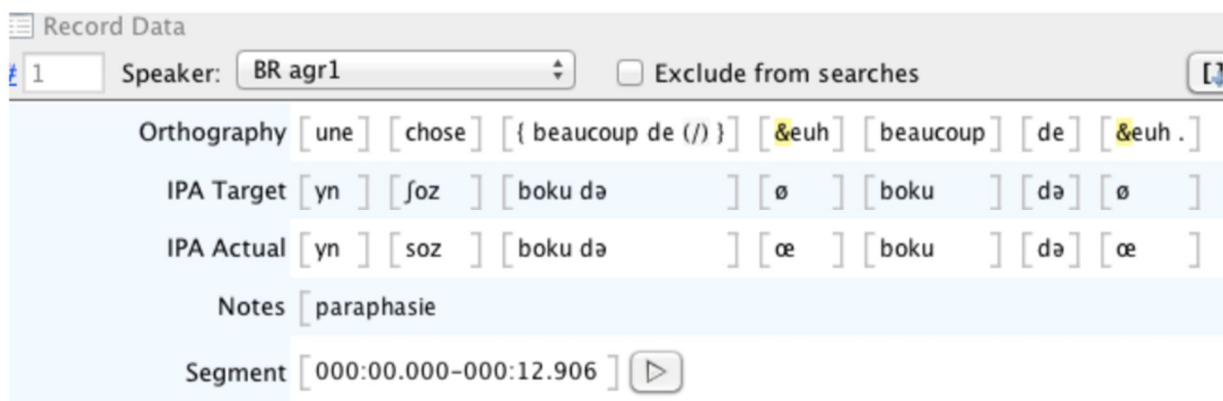 Record Data
# 1 Speaker: BR agr1 Exclude from searches
Orthography [une] [chose] [{ beaucoup de (/) }] [&euh] [beaucoup] [de] [&euh .]
IPA Target [yn] [ʃoz] [boku də] [ø] [boku] [də] [ø]
IPA Actual [yn] [soz] [boku də] [œ] [boku] [də] [œ]
Notes [paraphasie
Segment [000:00.000-000:12.906]